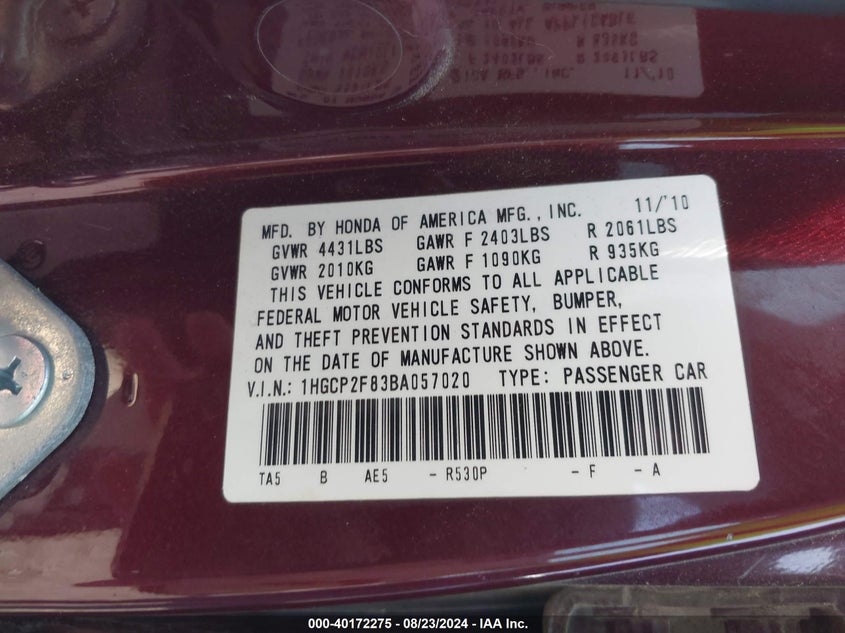 MFD. BY HONDA OF AMERICA MFG., INC. 11/'10
GVWR 4431LBS GAWR F 2403LBS R 2061LBS
GVWR 2010KG GAWR F 1090KG R 935KG
THIS VEHICLE CONFORMS TO ALL APPLICABLE
FEDERAL MOTOR VEHICLE SAFETY, BUMPER,
AND THEFT PREVENTION STANDARDS IN EFFECT
ON THE DATE OF MANUFACTURE SHOWN ABOVE.
V.I.N.: 1HGCP2F83BA057020 TYPE: PASSENGER CAR
TA5 B AE5 - R530P - F - A
000-40172275 - 08/23/2024 - IAA Inc.